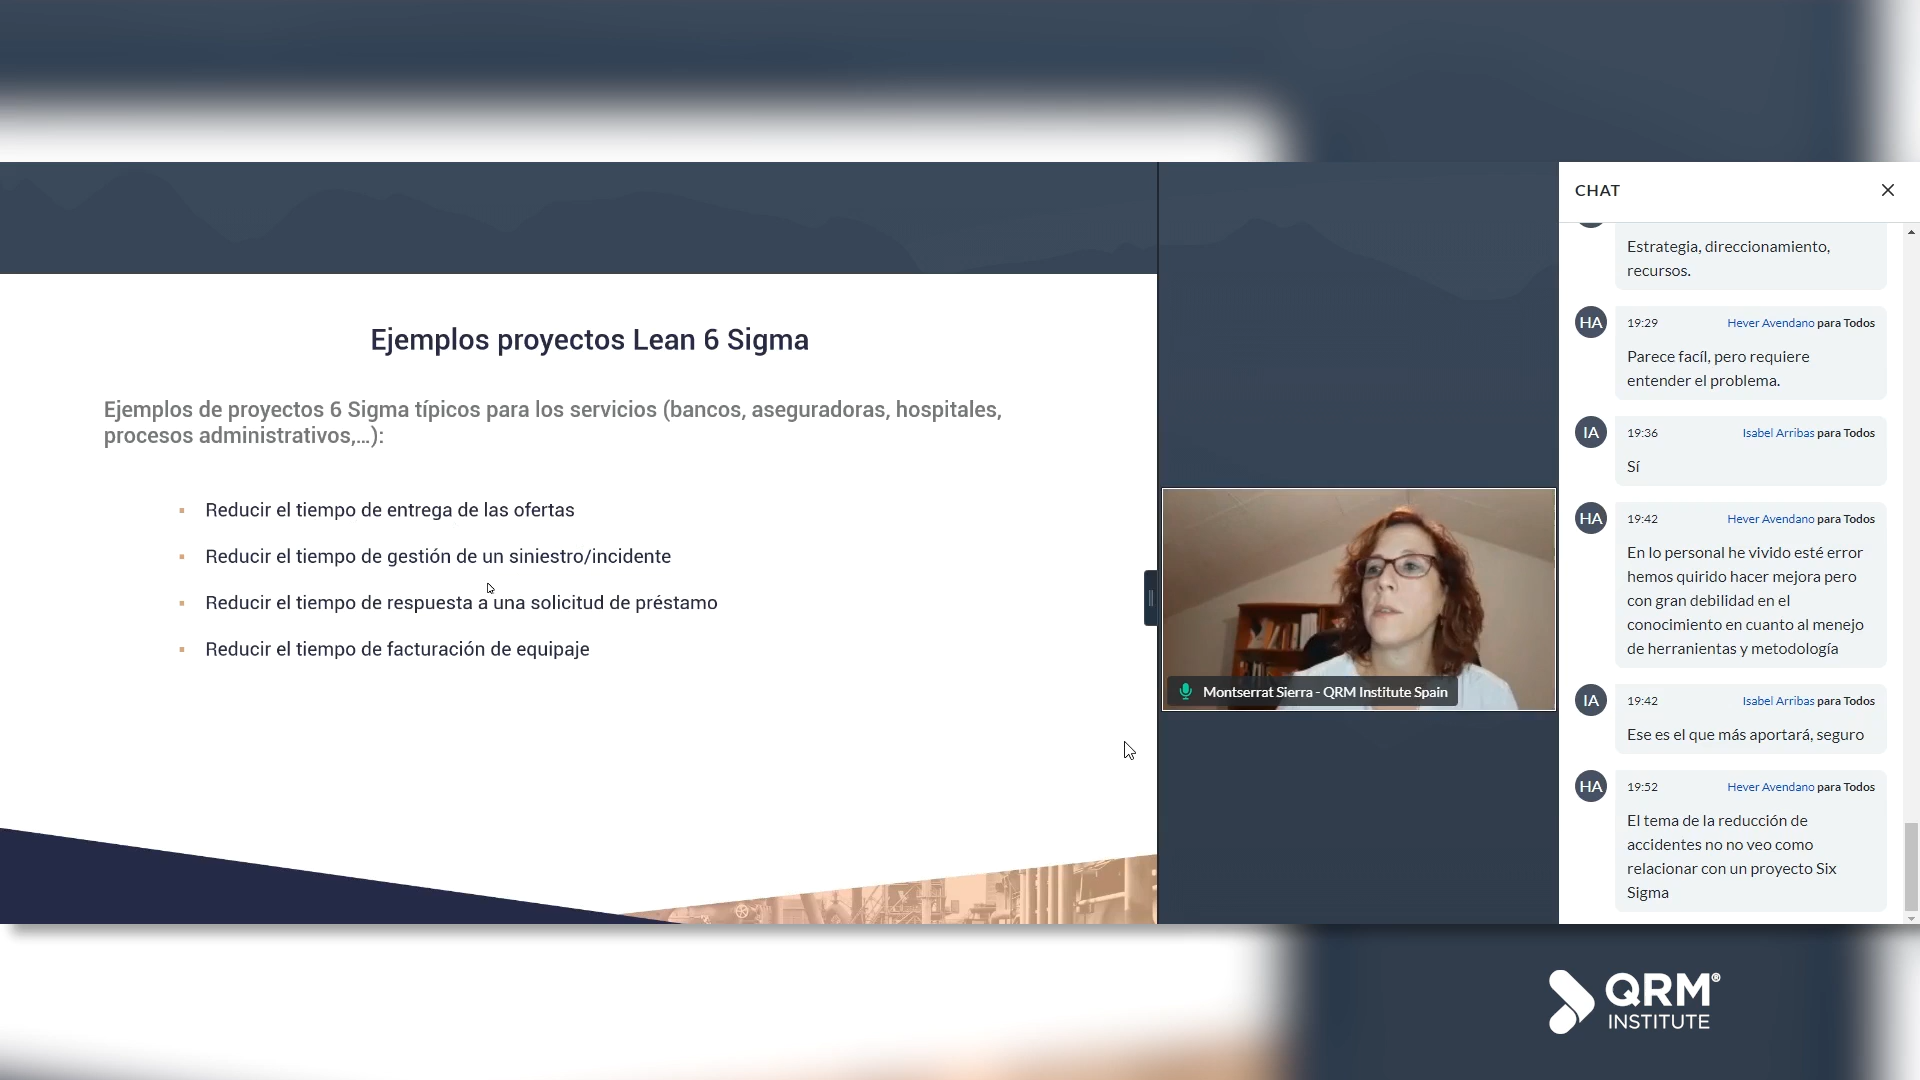 Ejemplos proyectos Lean 6 Sigma
Ejemplos de proyectos 6 Sigma típicos para los servicios (bancos, aseguradoras, hospitales,
procesos administrativos,...):
Reducir el tiempo de entrega de las ofertas
Reducir el tiempo de gestión de un siniestro/incidente
Reducir el tiempo de respuesta a una solicitud de préstamo
Reducir el tiempo de facturación de equipaje
Montserrat Sierra - QRM Institute Spain
CHAT
Estrategia, direccionamiento,
recursos.
HA 19:29 Hever Avendano para Todos
Parece facíl, pero requiere
entender el problema.
IA 19:36 Isabel Arribas para Todos
Sí
HA 19:42 Hever Avendano para Todos
En lo personal he vivido esté error
hemos quirido hacer mejora pero
con gran debilidad en el
conocimiento en cuanto al menejo
de herranientas y metodología
IA 19:42 Isabel Arribas para Todos
Ese es el que más aportará, seguro
HA 19:52 Hever Avendano para Todos
El tema de la reducción de
accidentes no no veo como
relacionar con un proyecto Six
Sigma
QRM®
INSTITUTE